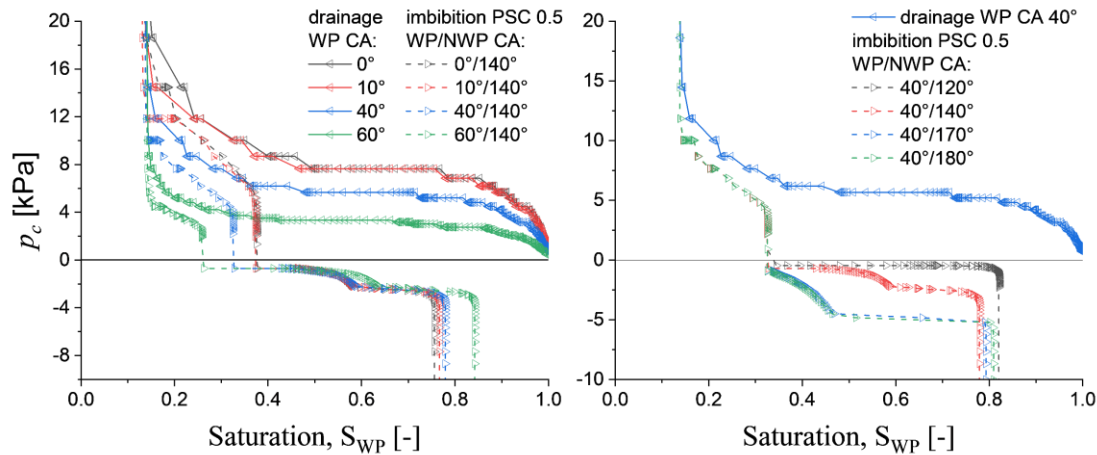 20
16
12
8
4
0
-4
-8
p_c [kPa]
drainage imbibition PSC 0.5
WP CA: WP/NWP CA:
0° 0°/140°
10° 10°/140°
40° 40°/140°
60° 60°/140°
0.0 0.2 0.4 0.6 0.8 1.0
Saturation, S_WP [-]
20
15
10
5
0
-5
-10
drainage WP CA 40°
imbibition PSC 0.5
WP/NWP CA:
40°/120°
40°/140°
40°/170°
40°/180°
0.0 0.2 0.4 0.6 0.8 1.0
Saturation, S_WP [-]